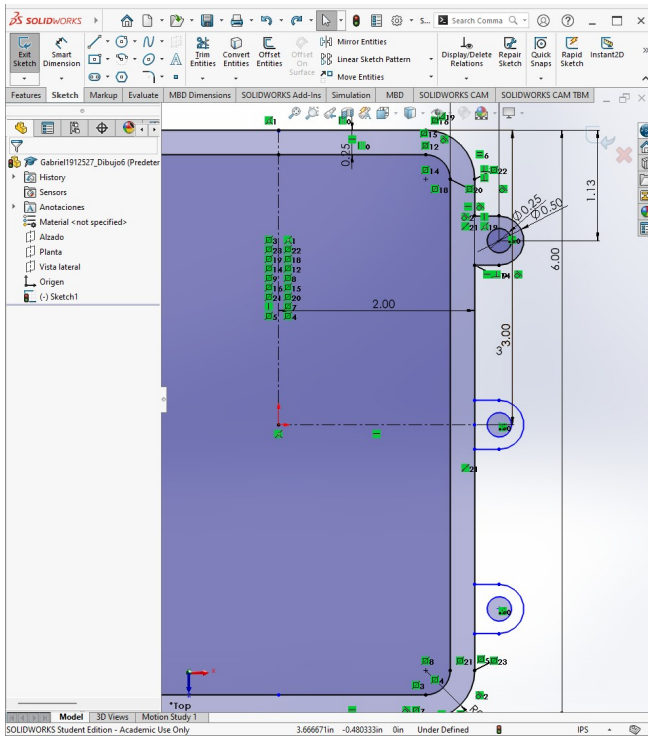 SOLIDWORKS
S...
Search Comma
Exit Sketch
Smart Dimension
Trim Entities
Convert Entities
Offset Entities
Offset On Surface
Mirror Entities
Linear Sketch Pattern
Move Entities
Display/Delete Relations
Repair Sketch
Quick Snaps
Rapid Sketch
Instant2D
Features Sketch Markup Evaluate MBD Dimensions SOLIDWORKS Add-Ins Simulation MBD SOLIDWORKS CAM SOLIDWORKS CAM TBM
Gabriel1912527_Dibujo6 (Predeter
History
Sensors
Anotaciones
Material <not specified>
Alzado
Planta
Vista lateral
Origen
(-) Sketch1
0.25
Ø0.25
Ø0.50
1.13
6.00
2.00
3.00
*Top
Model 3D Views Motion Study 1
SOLIDWORKS Student Edition - Academic Use Only 3.666671in -0.480333in 0in Under Defined IPS